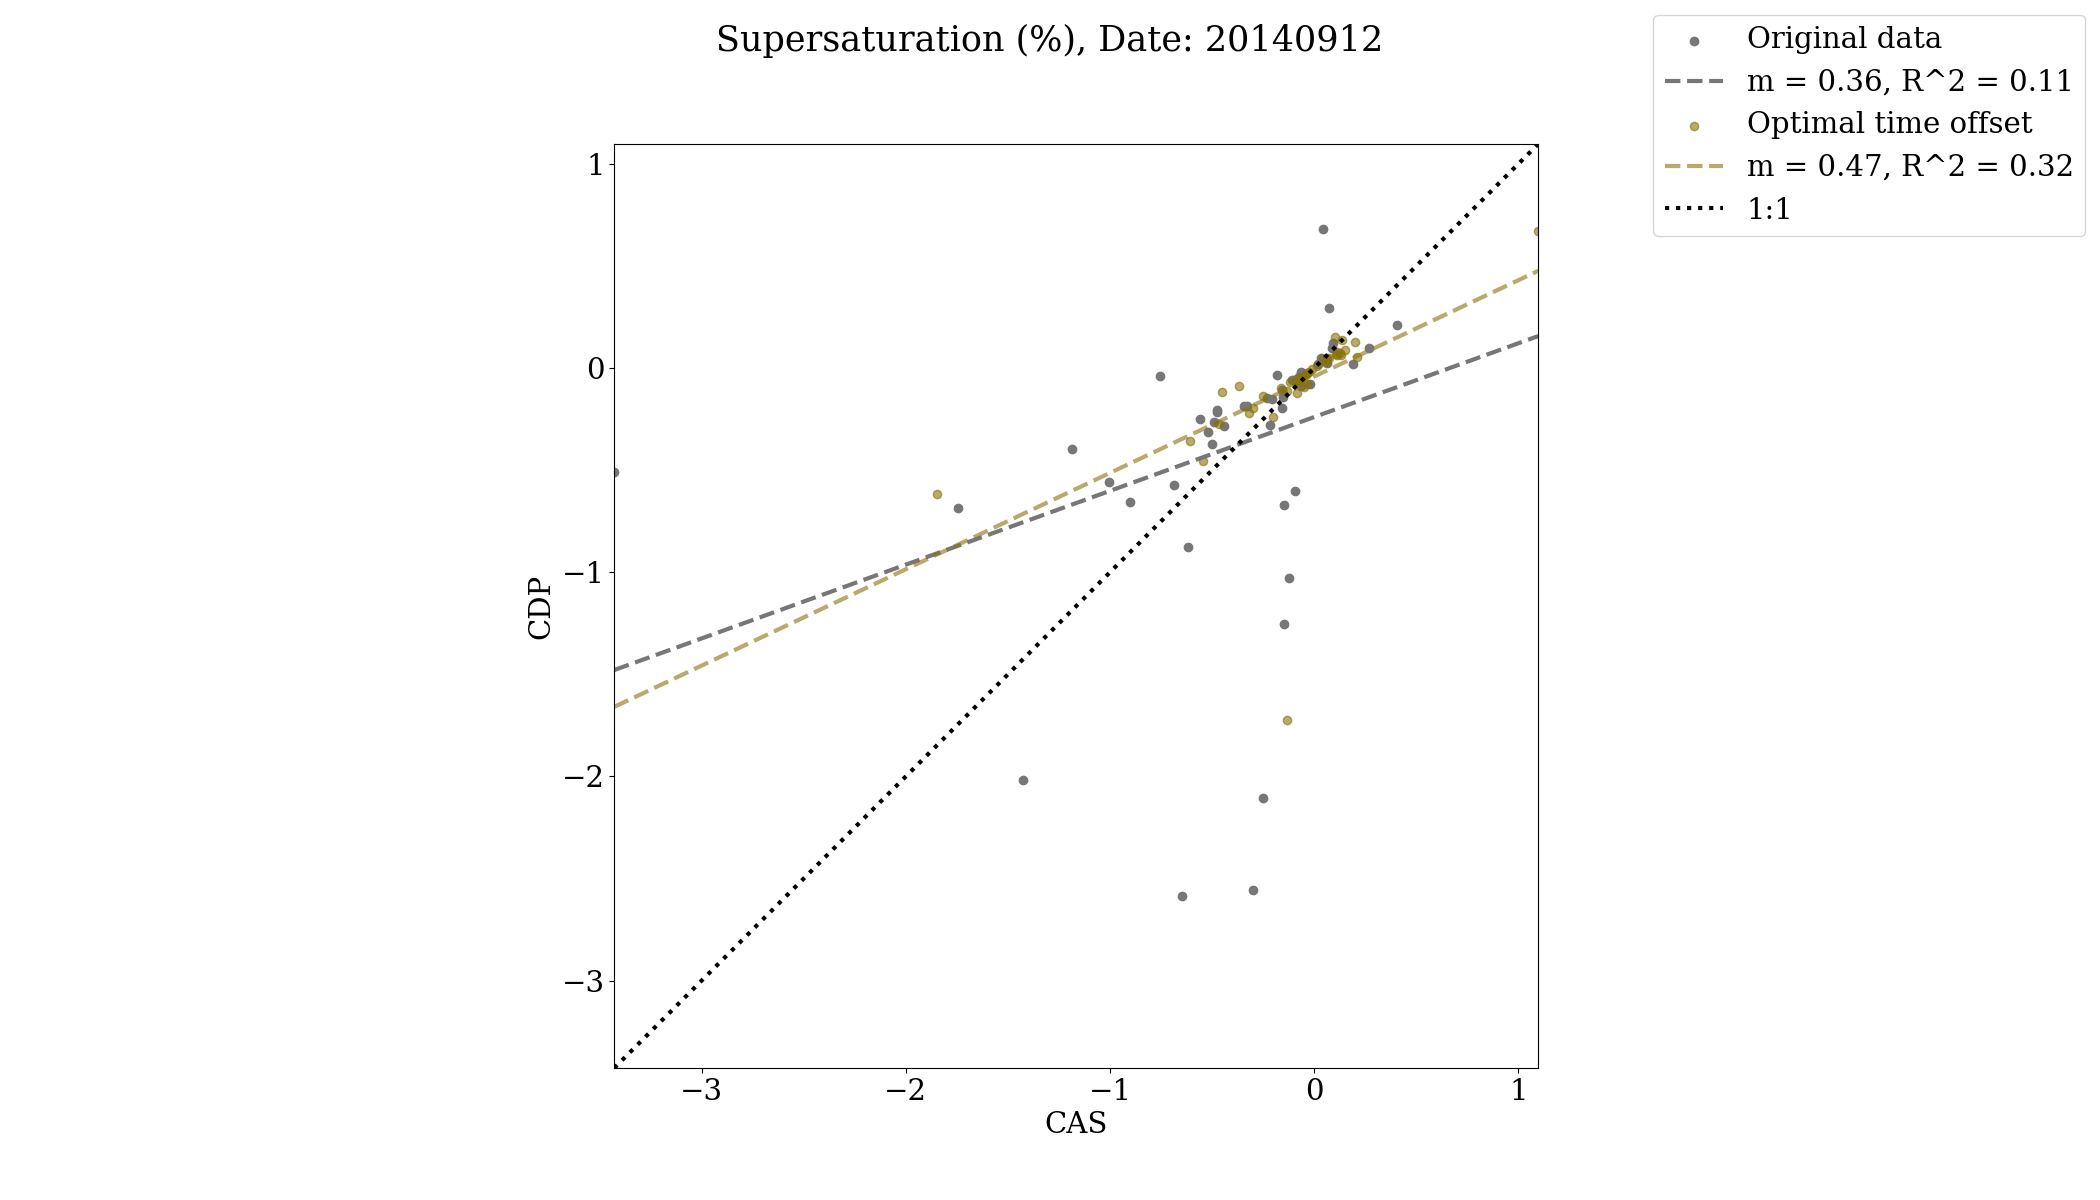 Supersaturation (%), Date: 20140912
Original data
m = 0.36, R^2 = 0.11
Optimal time offset
m = 0.47, R^2 = 0.32
1:1
1
0
−1
−2
−3
CDP
−3
−2
−1
0
1
CAS